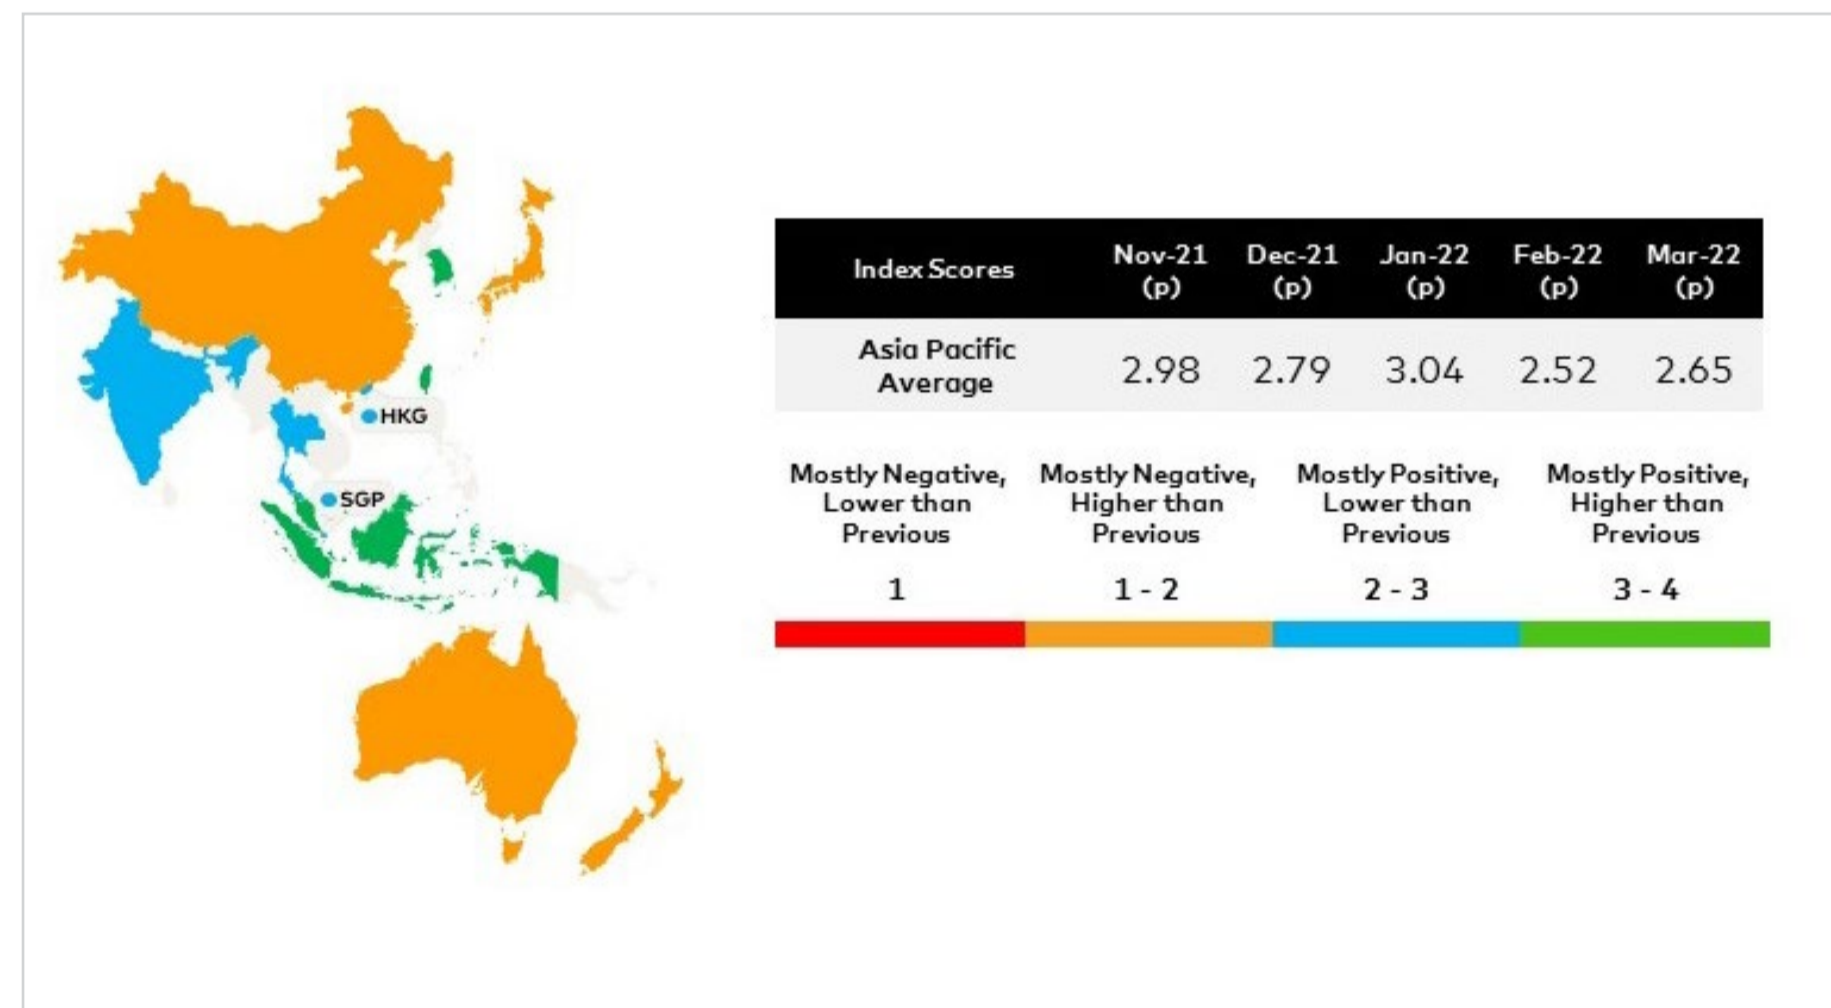 Index Scores Nov-21 (p) Dec-21 (p) Jan-22 (p) Feb-22 (p) Mar-22 (p)
Asia Pacific Average 2.98 2.79 3.04 2.52 2.65
HKG
SGP
Mostly Negative, Lower than Previous
Mostly Negative, Higher than Previous
Mostly Positive, Lower than Previous
Mostly Positive, Higher than Previous
1
1 - 2
2 - 3
3 - 4